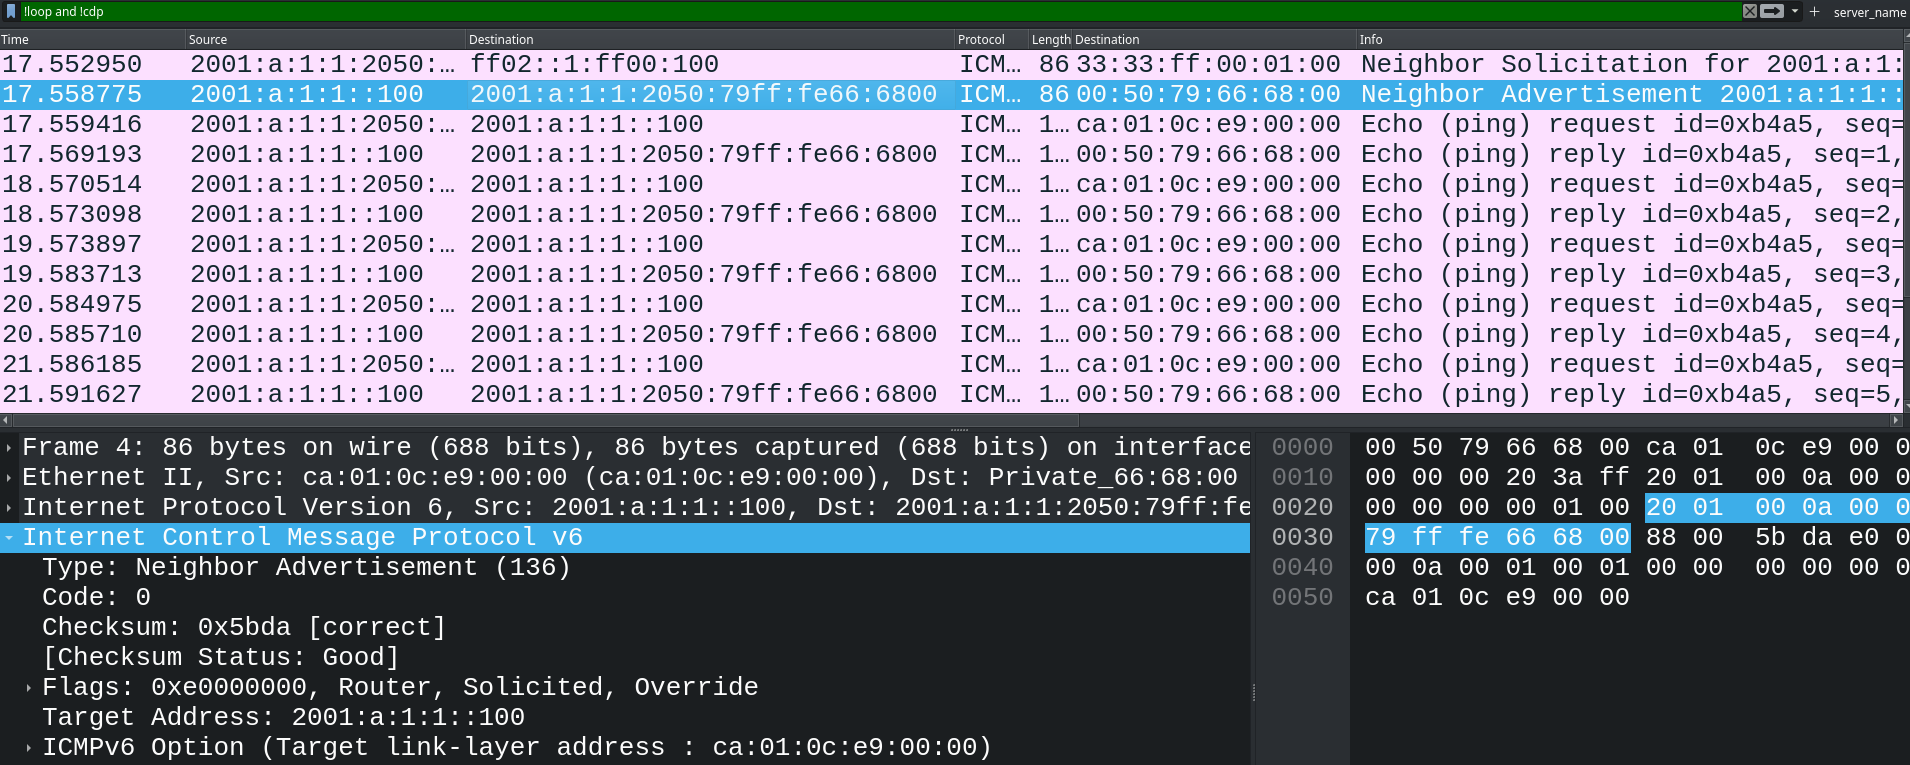 !loop and !cdp server_name
Time Source Destination Protocol Length Destination Info
17.552950 2001:a:1:1:2050:… ff02::1:ff00:100 ICM… 86 33:33:ff:00:01:00 Neighbor Solicitation for 2001:a:1:
17.558775 2001:a:1:1::100 2001:a:1:1:2050:79ff:fe66:6800 ICM… 86 00:50:79:66:68:00 Neighbor Advertisement 2001:a:1:1::
17.559416 2001:a:1:1:2050:… 2001:a:1:1::100 ICM… 1… ca:01:0c:e9:00:00 Echo (ping) request id=0xb4a5, seq=
17.569193 2001:a:1:1::100 2001:a:1:1:2050:79ff:fe66:6800 ICM… 1… 00:50:79:66:68:00 Echo (ping) reply id=0xb4a5, seq=1,
18.570514 2001:a:1:1:2050:… 2001:a:1:1::100 ICM… 1… ca:01:0c:e9:00:00 Echo (ping) request id=0xb4a5, seq=
18.573098 2001:a:1:1::100 2001:a:1:1:2050:79ff:fe66:6800 ICM… 1… 00:50:79:66:68:00 Echo (ping) reply id=0xb4a5, seq=2,
19.573897 2001:a:1:1:2050:… 2001:a:1:1::100 ICM… 1… ca:01:0c:e9:00:00 Echo (ping) request id=0xb4a5, seq=
19.583713 2001:a:1:1::100 2001:a:1:1:2050:79ff:fe66:6800 ICM… 1… 00:50:79:66:68:00 Echo (ping) reply id=0xb4a5, seq=3,
20.584975 2001:a:1:1:2050:… 2001:a:1:1::100 ICM… 1… ca:01:0c:e9:00:00 Echo (ping) request id=0xb4a5, seq=
20.585710 2001:a:1:1::100 2001:a:1:1:2050:79ff:fe66:6800 ICM… 1… 00:50:79:66:68:00 Echo (ping) reply id=0xb4a5, seq=4,
21.586185 2001:a:1:1:2050:… 2001:a:1:1::100 ICM… 1… ca:01:0c:e9:00:00 Echo (ping) request id=0xb4a5, seq=
21.591627 2001:a:1:1::100 2001:a:1:1:2050:79ff:fe66:6800 ICM… 1… 00:50:79:66:68:00 Echo (ping) reply id=0xb4a5, seq=5,
Frame 4: 86 bytes on wire (688 bits), 86 bytes captured (688 bits) on interface
Ethernet II, Src: ca:01:0c:e9:00:00 (ca:01:0c:e9:00:00), Dst: Private_66:68:00
Internet Protocol Version 6, Src: 2001:a:1:1::100, Dst: 2001:a:1:1:2050:79ff:fe
Internet Control Message Protocol v6
Type: Neighbor Advertisement (136)
Code: 0
Checksum: 0x5bda [correct]
[Checksum Status: Good]
Flags: 0xe0000000, Router, Solicited, Override
Target Address: 2001:a:1:1::100
ICMPv6 Option (Target link-layer address : ca:01:0c:e9:00:00)
0000 00 50 79 66 68 00 ca 01 0c e9 00 0
0010 00 00 00 20 3a ff 20 01 00 0a 00 0
0020 00 00 00 00 01 00 20 01 00 0a 00 0
0030 79 ff fe 66 68 00 88 00 5b da e0 0
0040 00 0a 00 01 00 01 00 00 00 00 00 0
0050 ca 01 0c e9 00 00